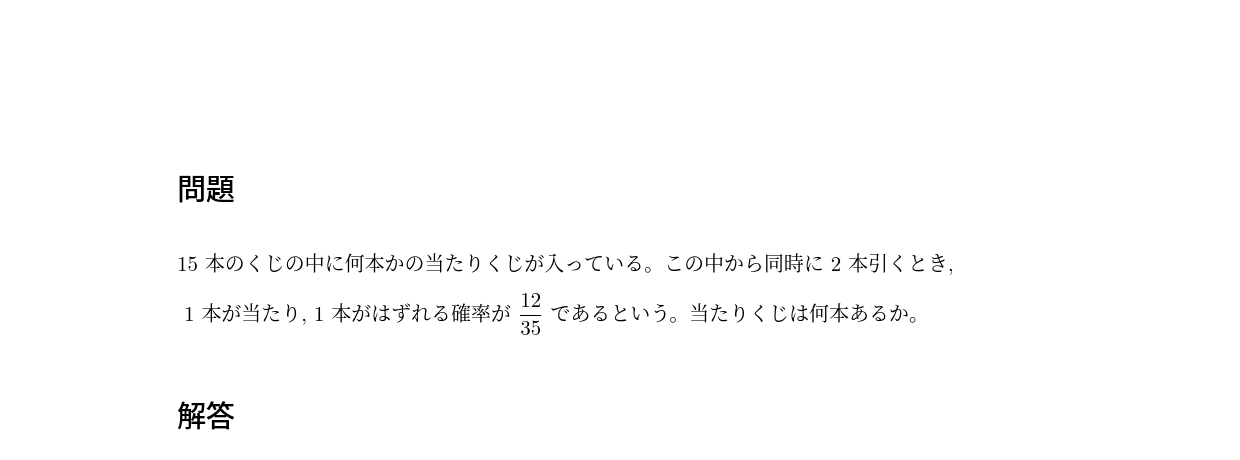 問題
15 本のくじの中に何本かの当たりくじが入っている。この中から同時に 2 本引くとき,
1 本が当たり, 1 本がはずれる確率が $\frac{12}{35}$ であるという。当たりくじは何本あるか。
解答